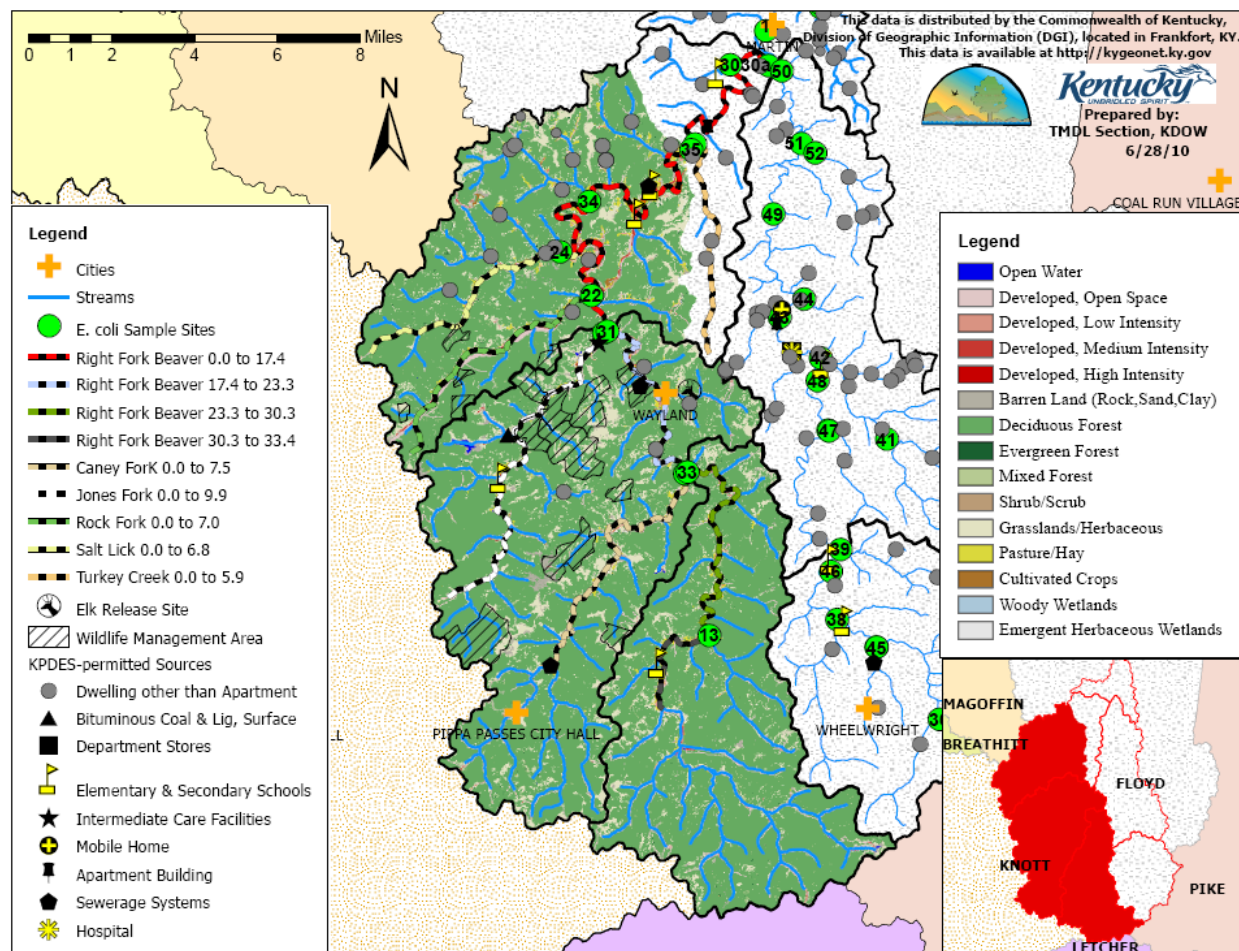 0 2 4 8 Miles
This data is distributed by the Commonwealth of Kentucky,
Division of Geographic Information (DGI), located in Frankfort, KY.
This data is available at http://kygeonet.ky.gov
Kentucky
UNBRIDLED SPIRIT
Prepared by:
TMDL Section, KDOW
6/28/10
N
MARTIN
1
30
30a
50
51
52
35
34
49
24
22
44
31
42
48
WAYLAND
47
41
33
39
46
38
13
45
COAL RUN VILLAGE
PIPPA PASSES CITY HALL
WHEELWRIGHT
Legend
Cities
Streams
E. coli Sample Sites
Right Fork Beaver 0.0 to 17.4
Right Fork Beaver 17.4 to 23.3
Right Fork Beaver 23.3 to 30.3
Right Fork Beaver 30.3 to 33.4
Caney ForK 0.0 to 7.5
Jones Fork 0.0 to 9.9
Rock Fork 0.0 to 7.0
Salt Lick 0.0 to 6.8
Turkey Creek 0.0 to 5.9
Elk Release Site
Wildlife Management Area
KPDES-permitted Sources
Dwelling other than Apartment
Bituminous Coal & Lig, Surface
Department Stores
Elementary & Secondary Schools
Intermediate Care Facilities
Mobile Home
Apartment Building
Sewerage Systems
Hospital
Legend
Open Water
Developed, Open Space
Developed, Low Intensity
Developed, Medium Intensity
Developed, High Intensity
Barren Land (Rock,Sand,Clay)
Deciduous Forest
Evergreen Forest
Mixed Forest
Shrub/Scrub
Grasslands/Herbaceous
Pasture/Hay
Cultivated Crops
Woody Wetlands
Emergent Herbaceous Wetlands
MAGOFFIN
BREATHITT
FLOYD
KNOTT
PIKE
LETCHER